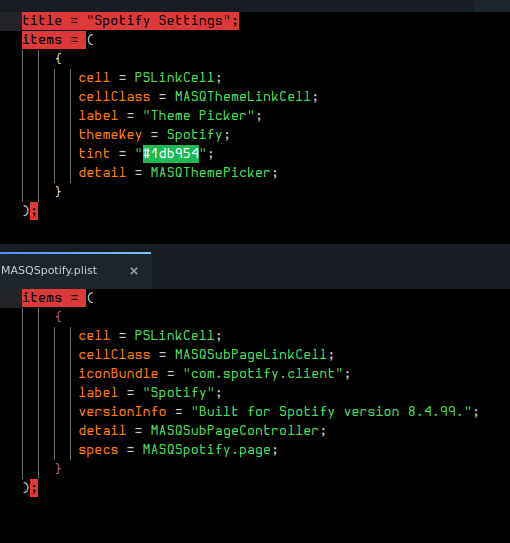 title = "Spotify Settings";
items = (
{
cell = PSLinkCell;
cellClass = MASQThemeLinkCell;
label = "Theme Picker";
themeKey = Spotify;
tint = "#1db954";
detail = MASQThemePicker;
}
);
MASQSpotify.plist ×
items = (
{
cell = PSLinkCell;
cellClass = MASQSubPageLinkCell;
iconBundle = "com.spotify.client";
label = "Spotify";
versionInfo = "Built for Spotify version 8.4.99.";
detail = MASQSubPageController;
specs = MASQSpotify.page;
}
);